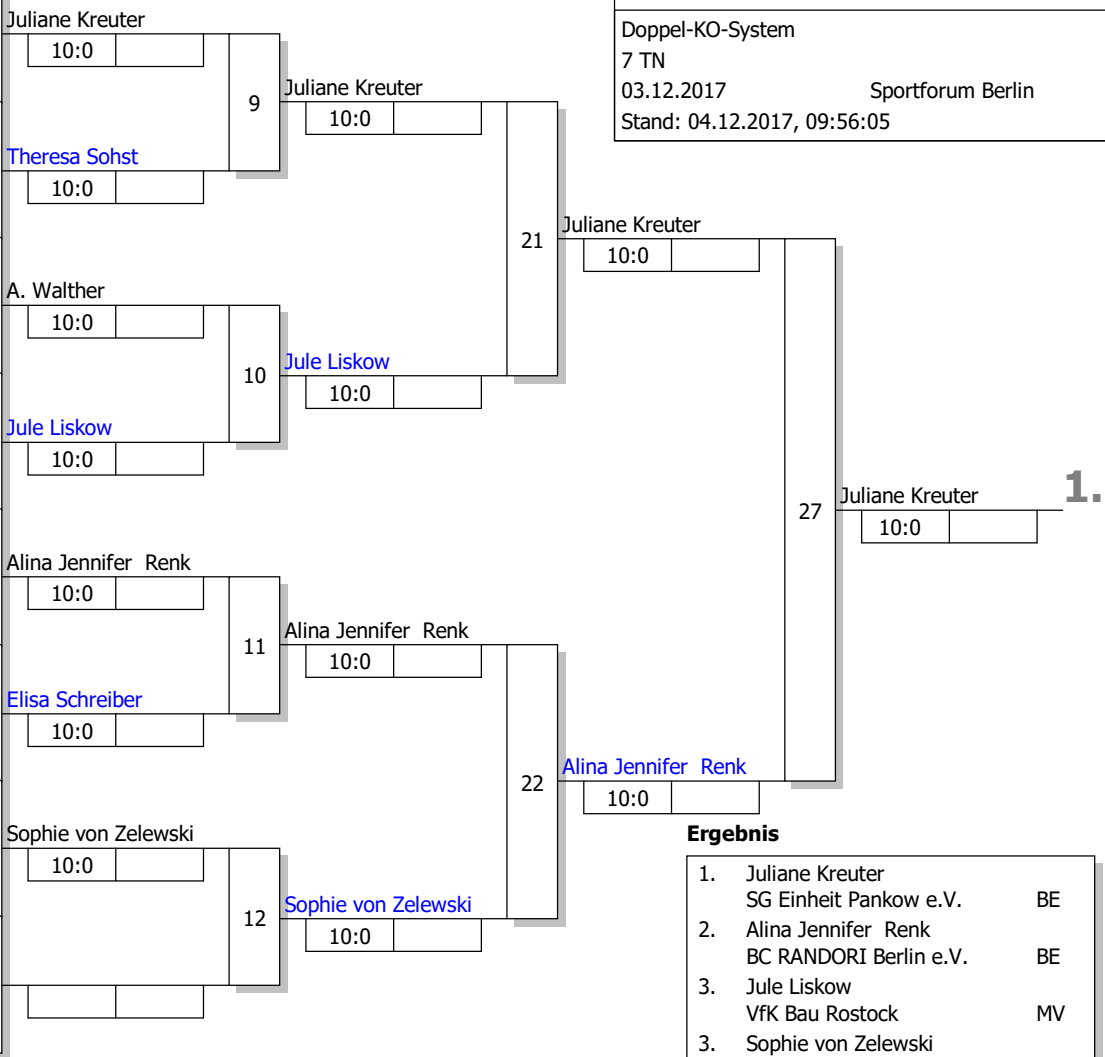 Doppel-KO-System
7 TN
03.12.2017 Sportforum Berlin
Stand: 04.12.2017, 09:56:05
Juliane Kreuter
10:0
9
Theresa Sohst
10:0
Juliane Kreuter
10:0
A. Walther
10:0
10
Jule Liskow
10:0
Jule Liskow
10:0
21
Juliane Kreuter
10:0
Alina Jennifer  Renk
10:0
11
Elisa Schreiber
10:0
Alina Jennifer  Renk
10:0
Sophie von Zelewski
10:0
12
Sophie von Zelewski
10:0
22
Alina Jennifer  Renk
10:0
27
Juliane Kreuter 1.
10:0
Ergebnis
1. Juliane Kreuter
SG Einheit Pankow e.V. BE
2. Alina Jennifer  Renk
BC RANDORI Berlin e.V. BE
3. Jule Liskow
VfK Bau Rostock MV
3. Sophie von Zelewski